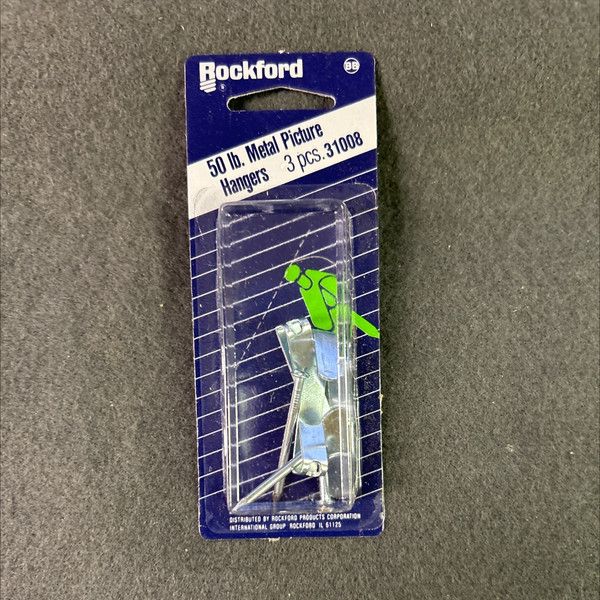 Rockford
BB
50 lb. Metal Picture
Hangers 3 pcs. 31008
DISTRIBUTED BY ROCKFORD PRODUCTS CORPORATION
INTERNATIONAL GROUP ROCKFORD IL 61125